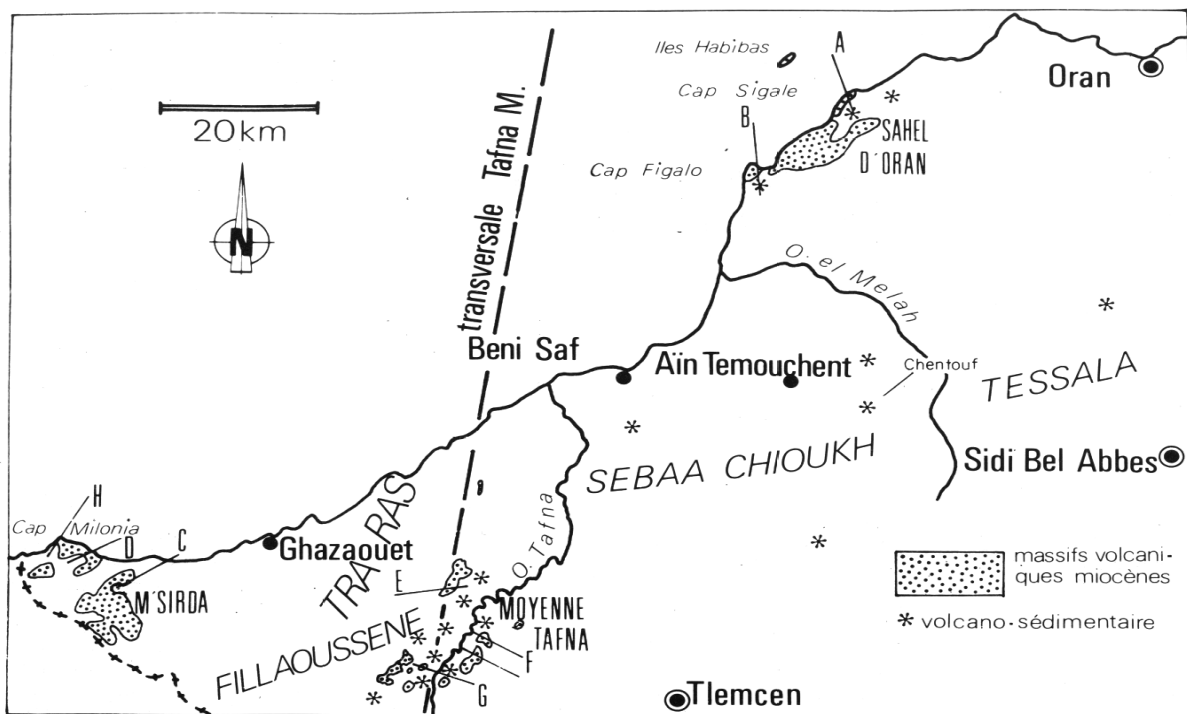 Iles Habibas
A
Oran
20km
Cap Sigale
B
SAHEL
D'ORAN
N
transversale Tafna M.
Cap Figalo
O. el Melah
Beni Saf
Aïn Temouchent
Chentouf
TESSALA
SEBAA CHIOUKH
Sidi Bel Abbes
H
Cap Milonia
D
C
Ghazaouet
TRARAS
O. Tafna
M'SIRDA
E
FILLAOUSSENE
MOYENNE
TAFNA
F
G
Tlemcen
massifs volcani-
ques miocènes
* volcano-sédimentaire